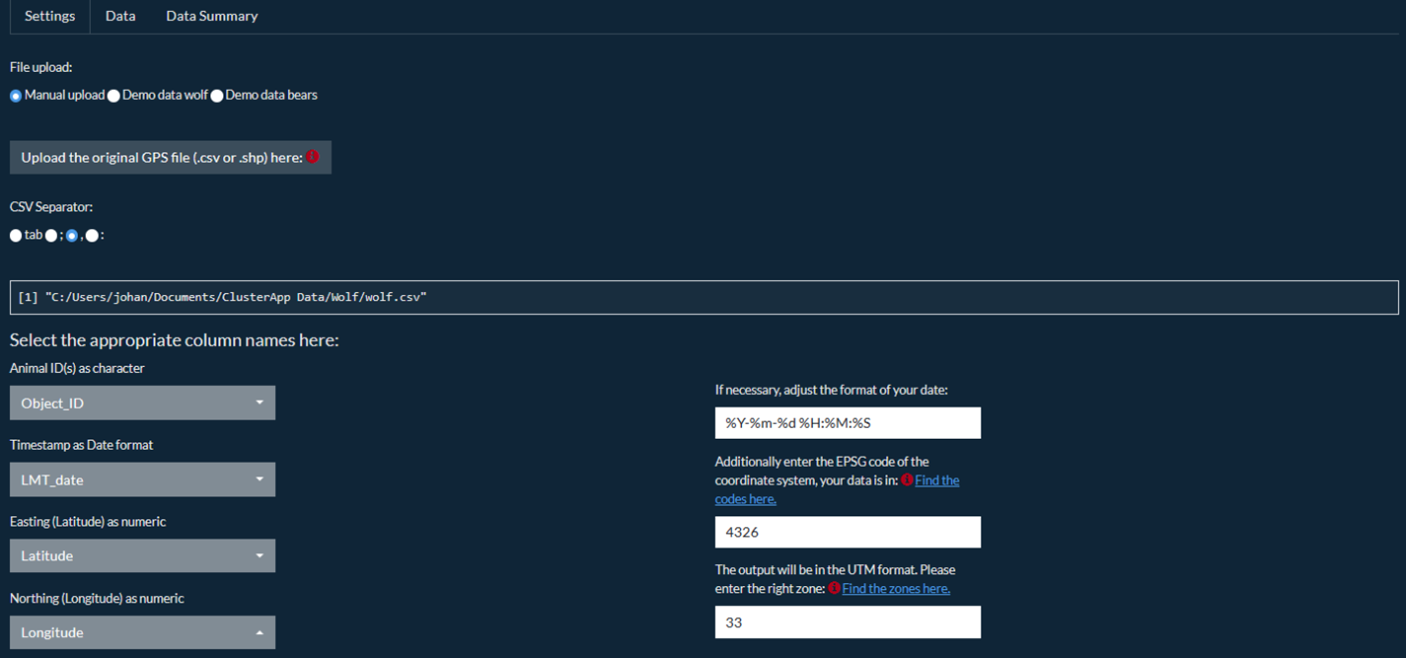 Settings Data Data Summary
File upload:
Manual upload Demo data wolf Demo data bears
Upload the original GPS file (.csv or .shp) here:
CSV Separator:
tab ; , :
[1] "C:/Users/johan/Documents/ClusterApp Data/Wolf/wolf.csv"
Select the appropriate column names here:
Animal ID(s) as character
Object_ID
Timestamp as Date format
LMT_date
Easting (Latitude) as numeric
Latitude
Northing (Longitude) as numeric
Longitude
If necessary, adjust the format of your date:
%Y-%m-%d %H:%M:%S
Additionally enter the EPSG code of the
coordinate system, your data is in: Find the
codes here.
4326
The output will be in the UTM format. Please
enter the right zone: Find the zones here.
33